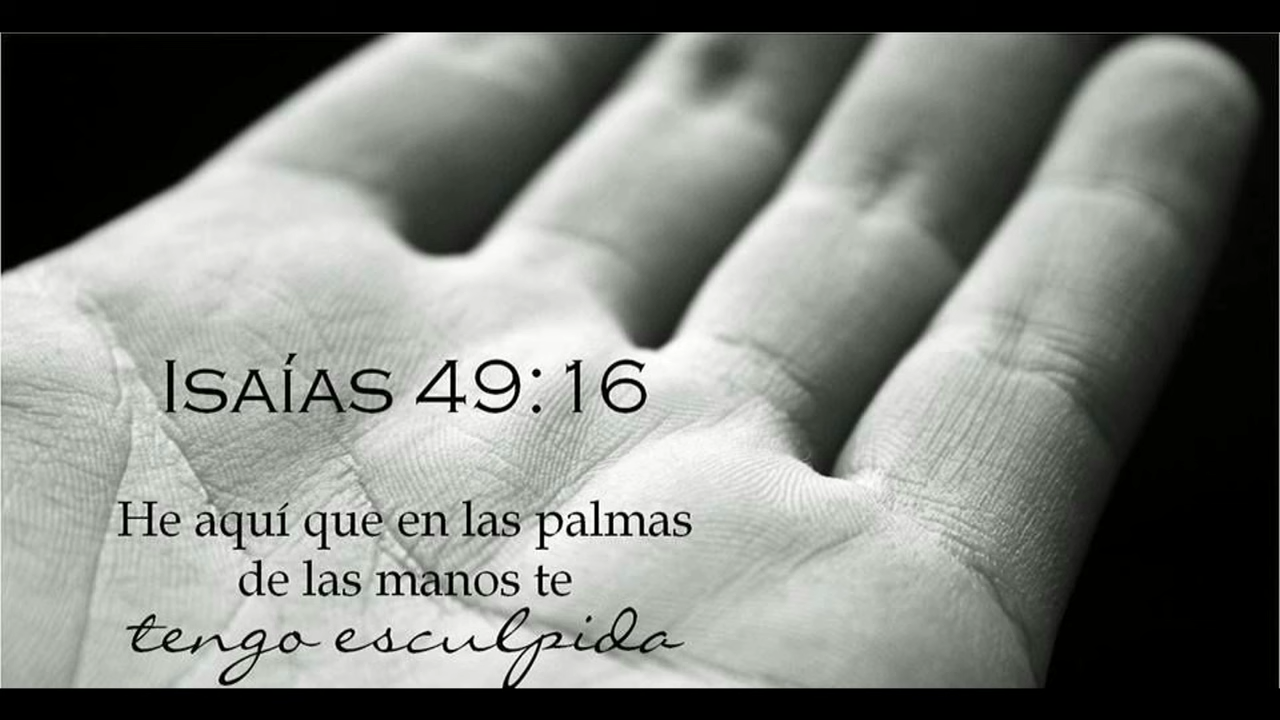 Isaías 49:16
He aquí que en las palmas
de las manos te
tengo esculpida